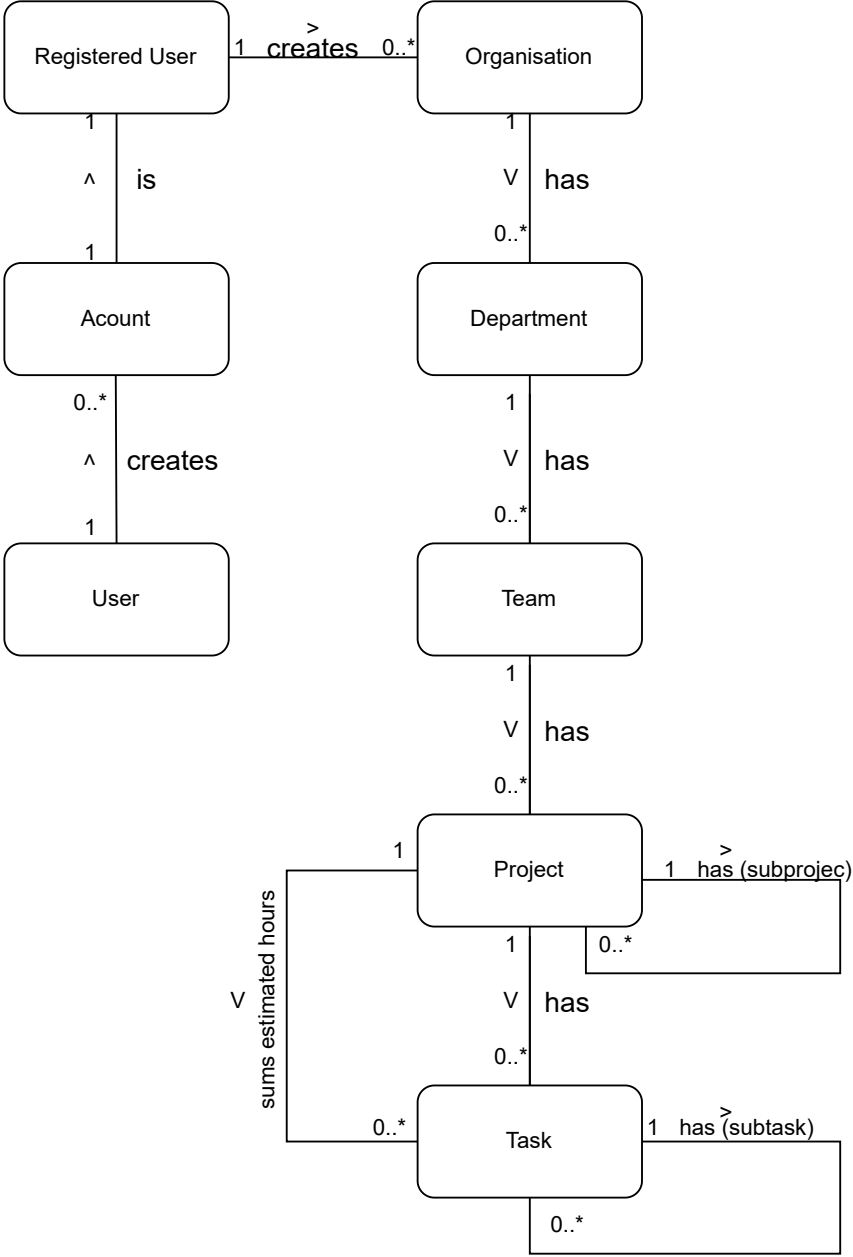 Registered User
1 creates 0..*
>
Organisation
1
^ is
1
1
V has
0..*
Acount
Department
0..*
^ creates
1
1
V has
0..*
User
Team
1
V has
0..*
Project
1
1 has (subprojec)
>
0..*
sums estimated hours
V
1
V has
0..*
0..*
Task
1 has (subtask)
>
0..*